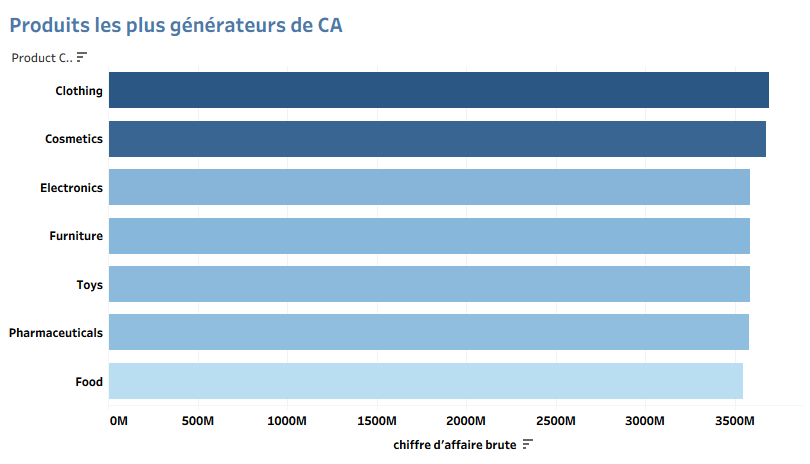 Produits les plus générateurs de CA
Product C..
Clothing
Cosmetics
Electronics
Furniture
Toys
Pharmaceuticals
Food
0M 500M 1000M 1500M 2000M 2500M 3000M 3500M
chiffre d’affaire brute